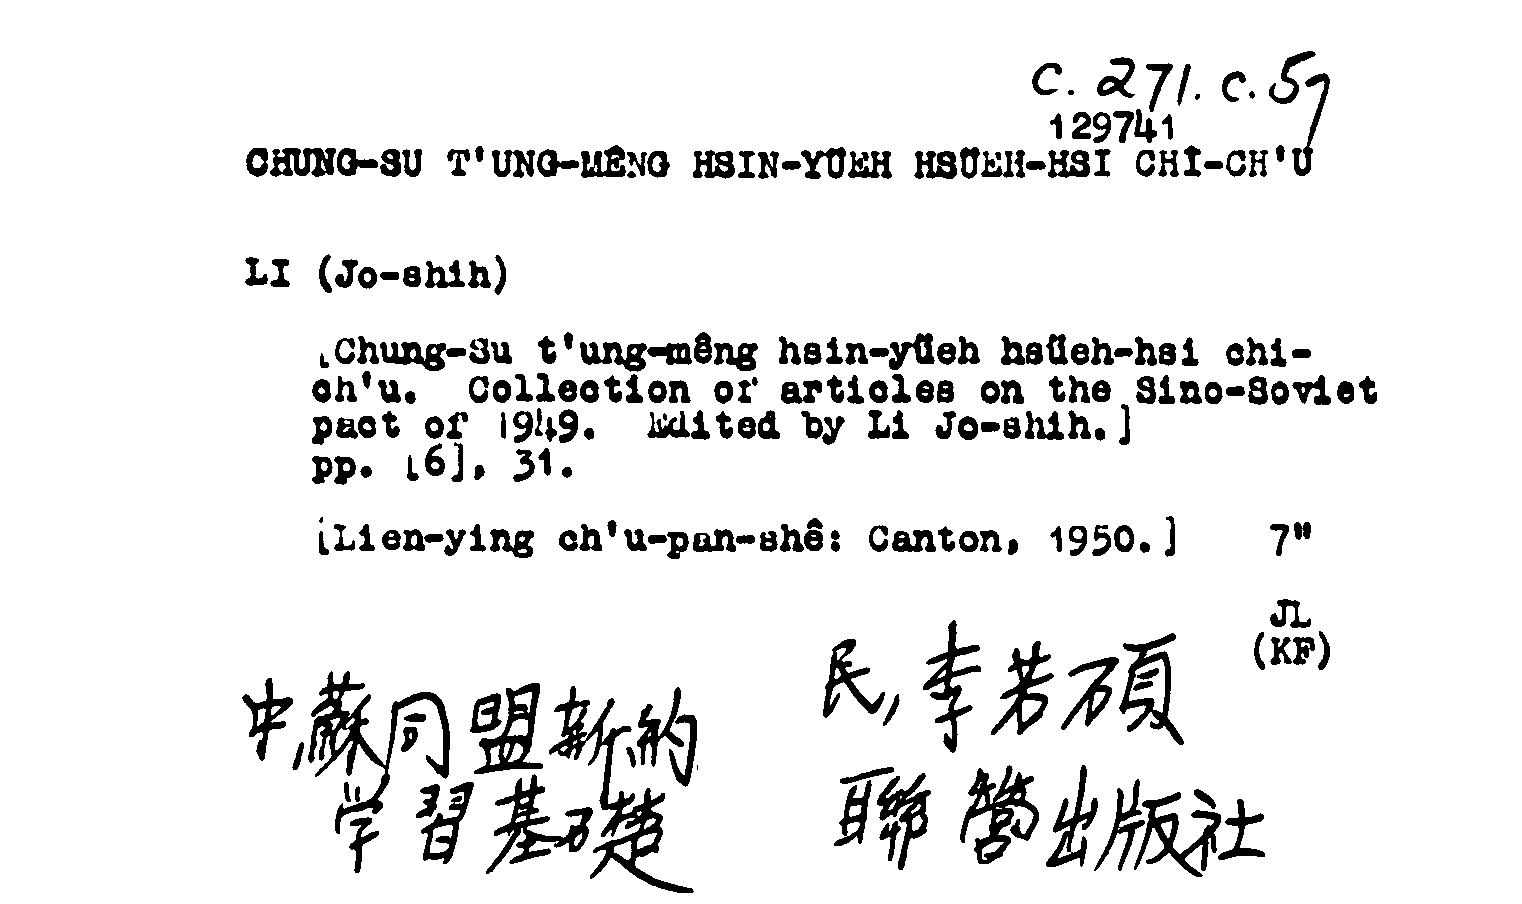 C. 271. C. 57
129741
CHUNG-SU T'UNG-MÊNG HSIN-YÜEH HSÜEH-HSI CHI-CH'U
LI (Jo-shih)
[Chung-Su t'ung-mêng hsin-yüeh hsüeh-hsi chi-
ch'u. Collection of articles on the Sino-Soviet
pact of 1949. Edited by Li Jo-shih.]
pp. [6], 31.
[Lien-ying ch'u-pan-shê: Canton, 1950.] 7"
JL
(KF)
民, 李若碩
中蘇同盟新約
学習基礎
聯營出版社